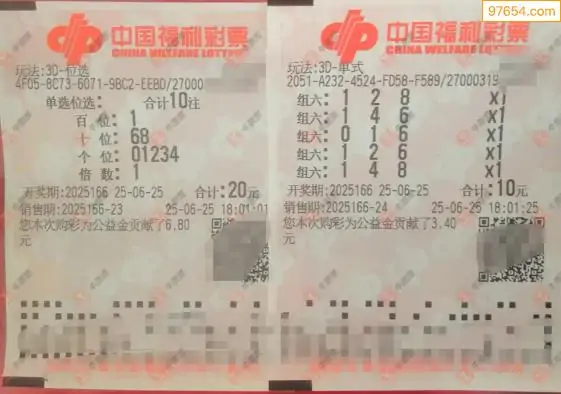 97654.com
中国福利彩票
CHINA WELFARE LOTTERY
玩法:3D-位选
4F05-8C73-6071-9BC2-EEBD/27000
单选位选: 合计10注
百 位: 1
十 位: 68
个 位: 01234
倍 数: 1
开奖期:2025166 25-06-25 合计:20元
销售期:2025166-23 25-06-25 18:01:01
您本次购彩为公益金贡献了6.80
元
中国福利彩票
CHINA WELFARE LOTTERY
玩法:3D-单式
2051-A232-4524-FD58-F589/27000319
组六: 1 2 8 x1
组六: 1 4 6 x1
组六: 0 1 6 x1
组六: 1 2 6 x1
组六: 1 4 8 x1
开奖期:2025166 25-06-25 合计:10元
销售期:2025166-24 25-06-25 18:01:25
您本次购彩为公益金贡献了3.40
元